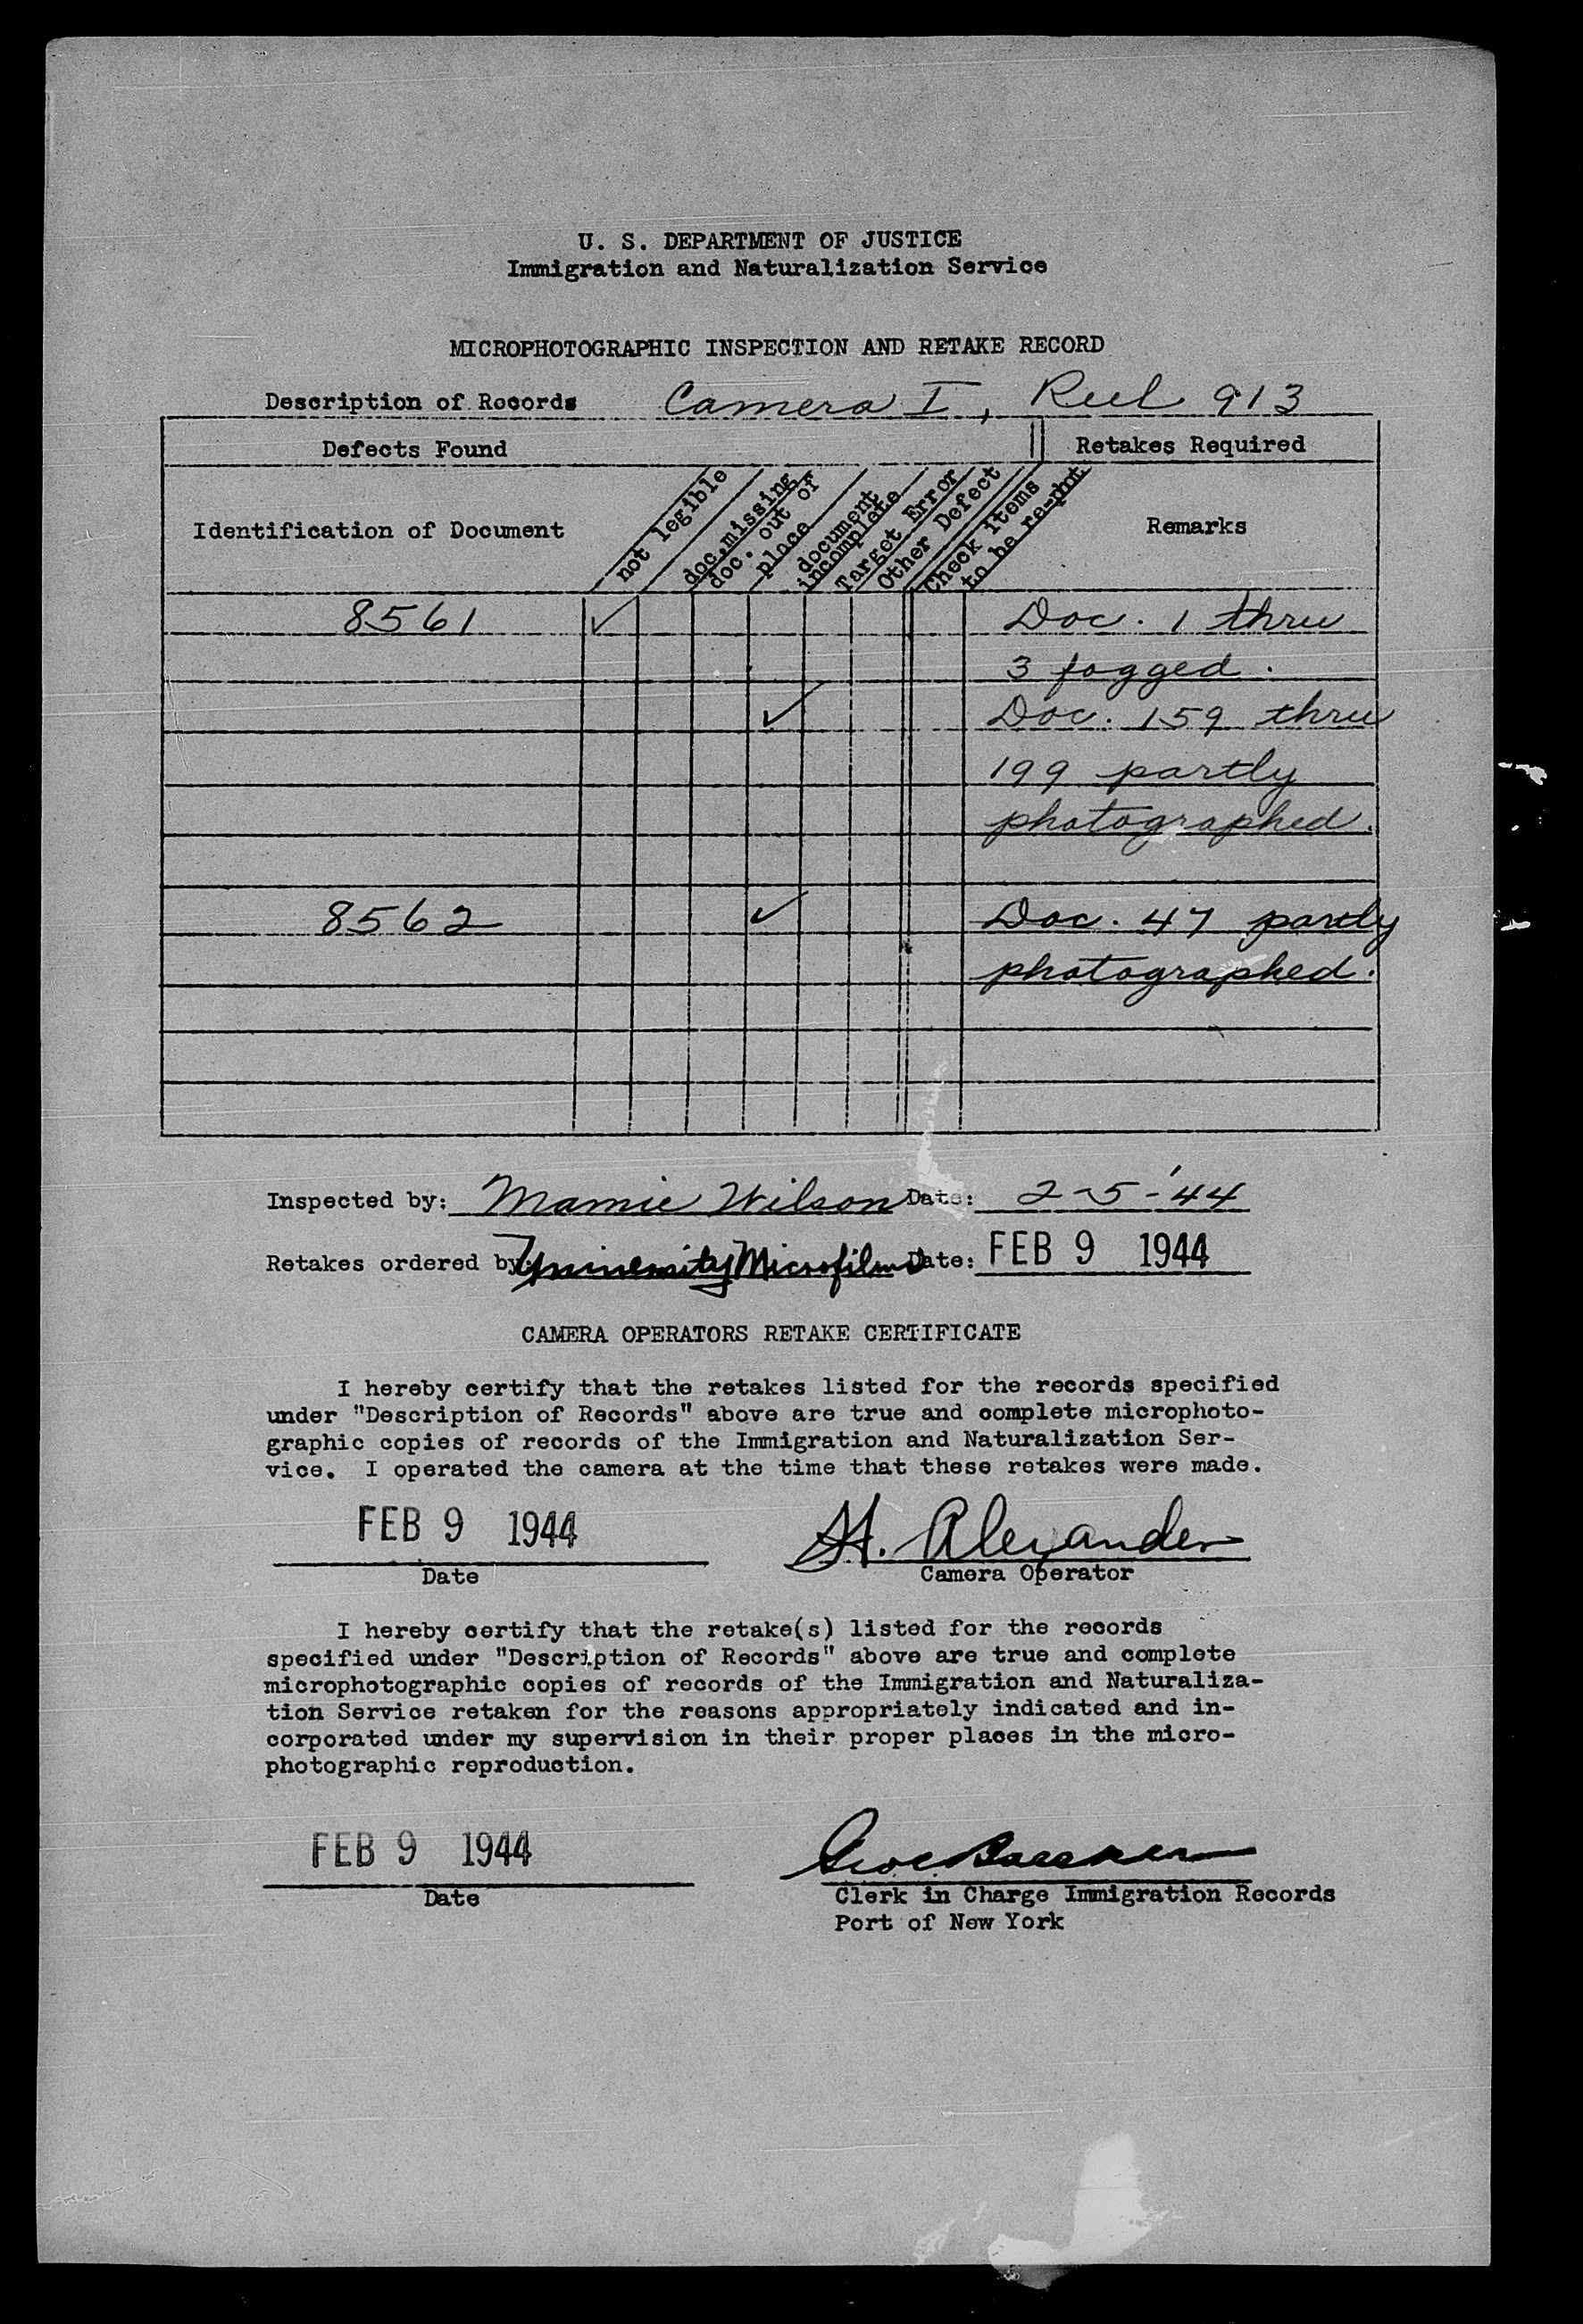 U. S. DEPARTMENT OF JUSTICE
Immigration and Naturalization Service
MICROPHOTOGRAPHIC INSPECTION AND RETAKE RECORD
Description of Records Camera I, Reel 913
Defects Found Retakes Required
Identification of Document
not legible
doc.missing
doc. out of
place
document
incomplete
Target Error
Other Defect
Check items
to be re-pht
Remarks
8561 ✓ Doc. 1 thru
3 fogged.
✓ Doc. 159 thru
199 partly
photographed.
8562 ✓ Doc. 47 partly
photographed.
Inspected by: Mamie Wilson Date: 2-5-'44
Retakes ordered by: University Microfilms Date: FEB 9 1944
CAMERA OPERATORS RETAKE CERTIFICATE
I hereby certify that the retakes listed for the records specified
under "Description of Records" above are true and complete microphoto-
graphic copies of records of the Immigration and Naturalization Ser-
vice. I operated the camera at the time that these retakes were made.
FEB 9 1944 H. Alexander
Date Camera Operator
I hereby certify that the retake(s) listed for the records
specified under "Description of Records" above are true and complete
microphotographic copies of records of the Immigration and Naturaliza-
tion Service retaken for the reasons appropriately indicated and in-
corporated under my supervision in their proper places in the micro-
photographic reproduction.
FEB 9 1944
Date Clerk in Charge Immigration Records
Port of New York